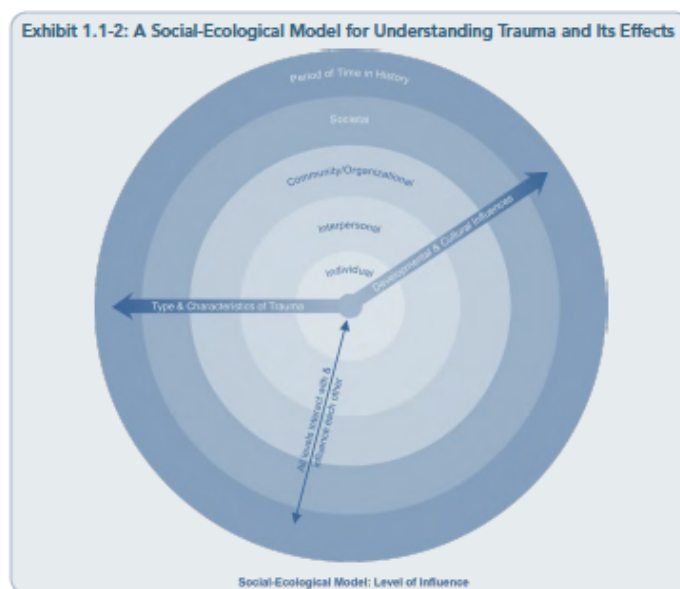 Exhibit 1.1-2: A Social-Ecological Model for Understanding Trauma and Its Effects
Period of Time in History
Societal
Community/Organizational
Interpersonal
Individual
Developmental & Cultural Influences
Type & Characteristics of Trauma
All levels interact with &
influence each other
Social-Ecological Model: Level of Influence